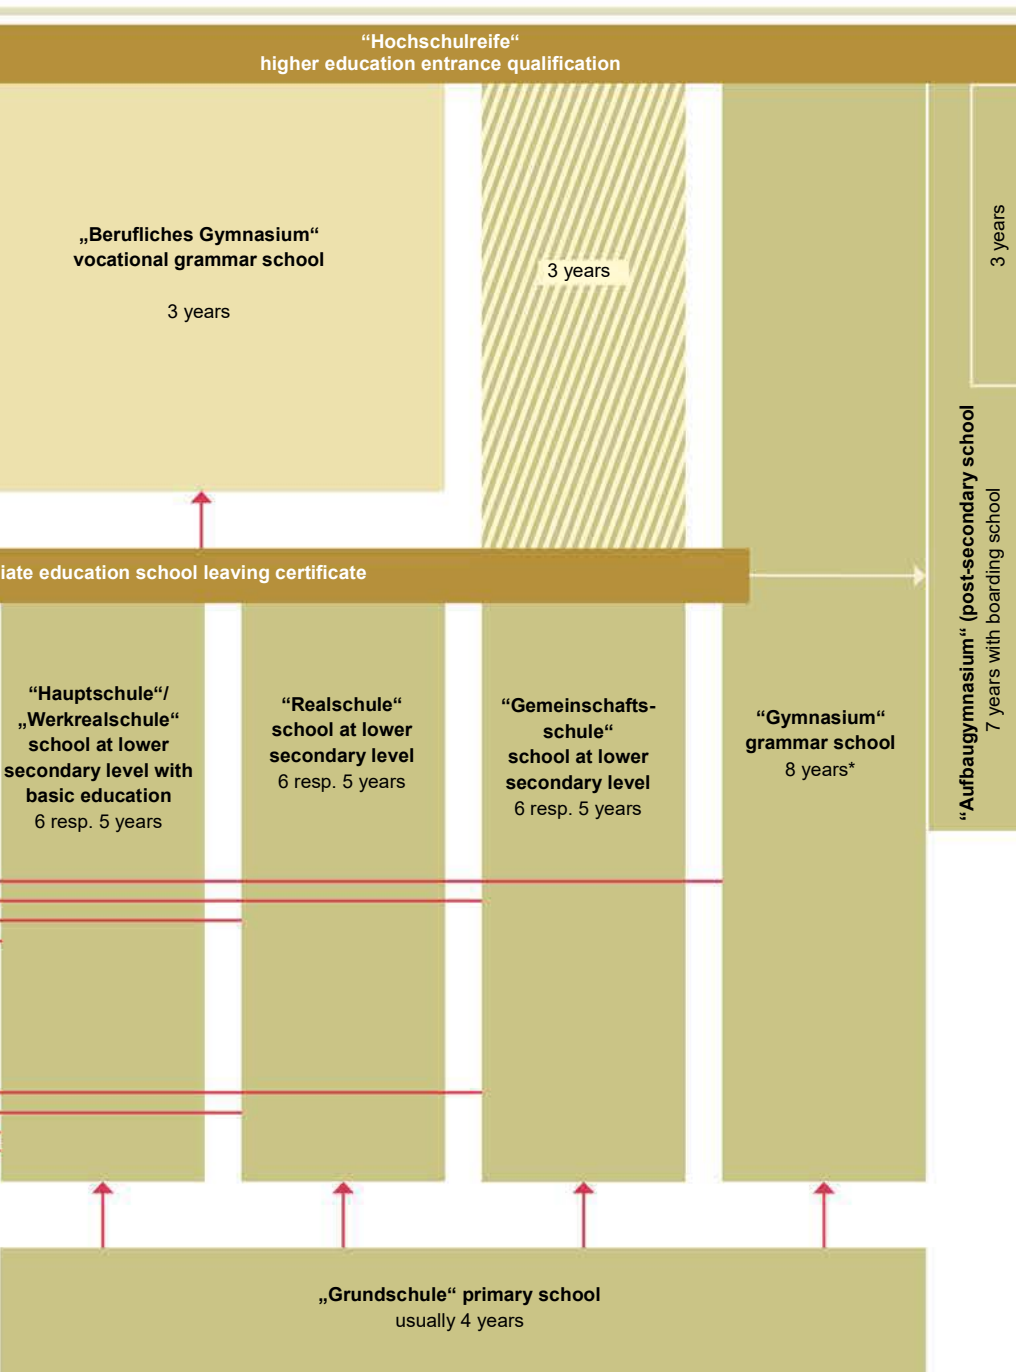 “Hochschulreife“
higher education entrance qualification
„Berufliches Gymnasium“
vocational grammar school
3 years
3 years
3 years
“Aufbaugymnasium“ (post-secondary school
7 years with boarding school
iate education school leaving certificate
“Hauptschule“/
„Werkrealschule“
school at lower
secondary level with
basic education
6 resp. 5 years
“Realschule“
school at lower
secondary level
6 resp. 5 years
“Gemeinschafts-
schule“
school at lower
secondary level
6 resp. 5 years
“Gymnasium“
grammar school
8 years*
„Grundschule“ primary school
usually 4 years